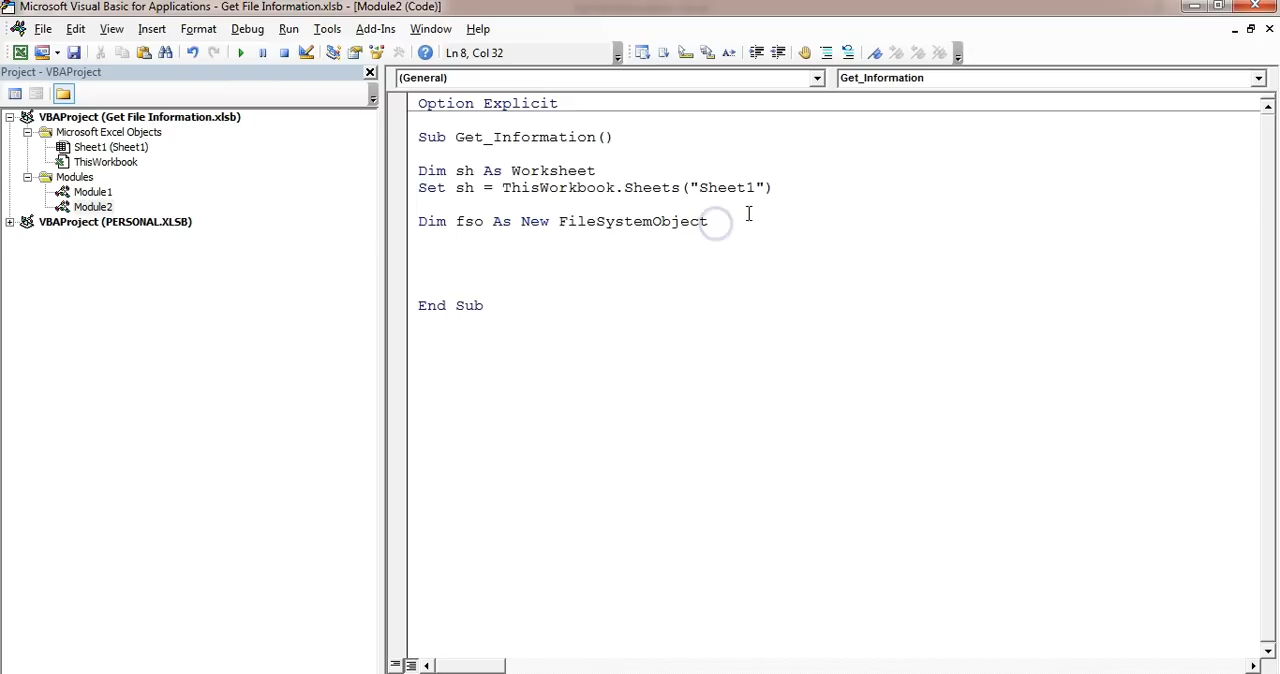 Microsoft Visual Basic for Applications - Get File Information.xlsb - [Module2 (Code)]
File Edit View Insert Format Debug Run Tools Add-Ins Window Help
Ln 8, Col 32
Project - VBAProject
(General) Get_Information
VBAProject (Get File Information.xlsb)
Microsoft Excel Objects
Sheet1 (Sheet1)
ThisWorkbook
Modules
Module1
Module2
VBAProject (PERSONAL.XLSB)
Option Explicit
Sub Get_Information()
Dim sh As Worksheet
Set sh = ThisWorkbook.Sheets("Sheet1")
Dim fso As New FileSystemObject
End Sub